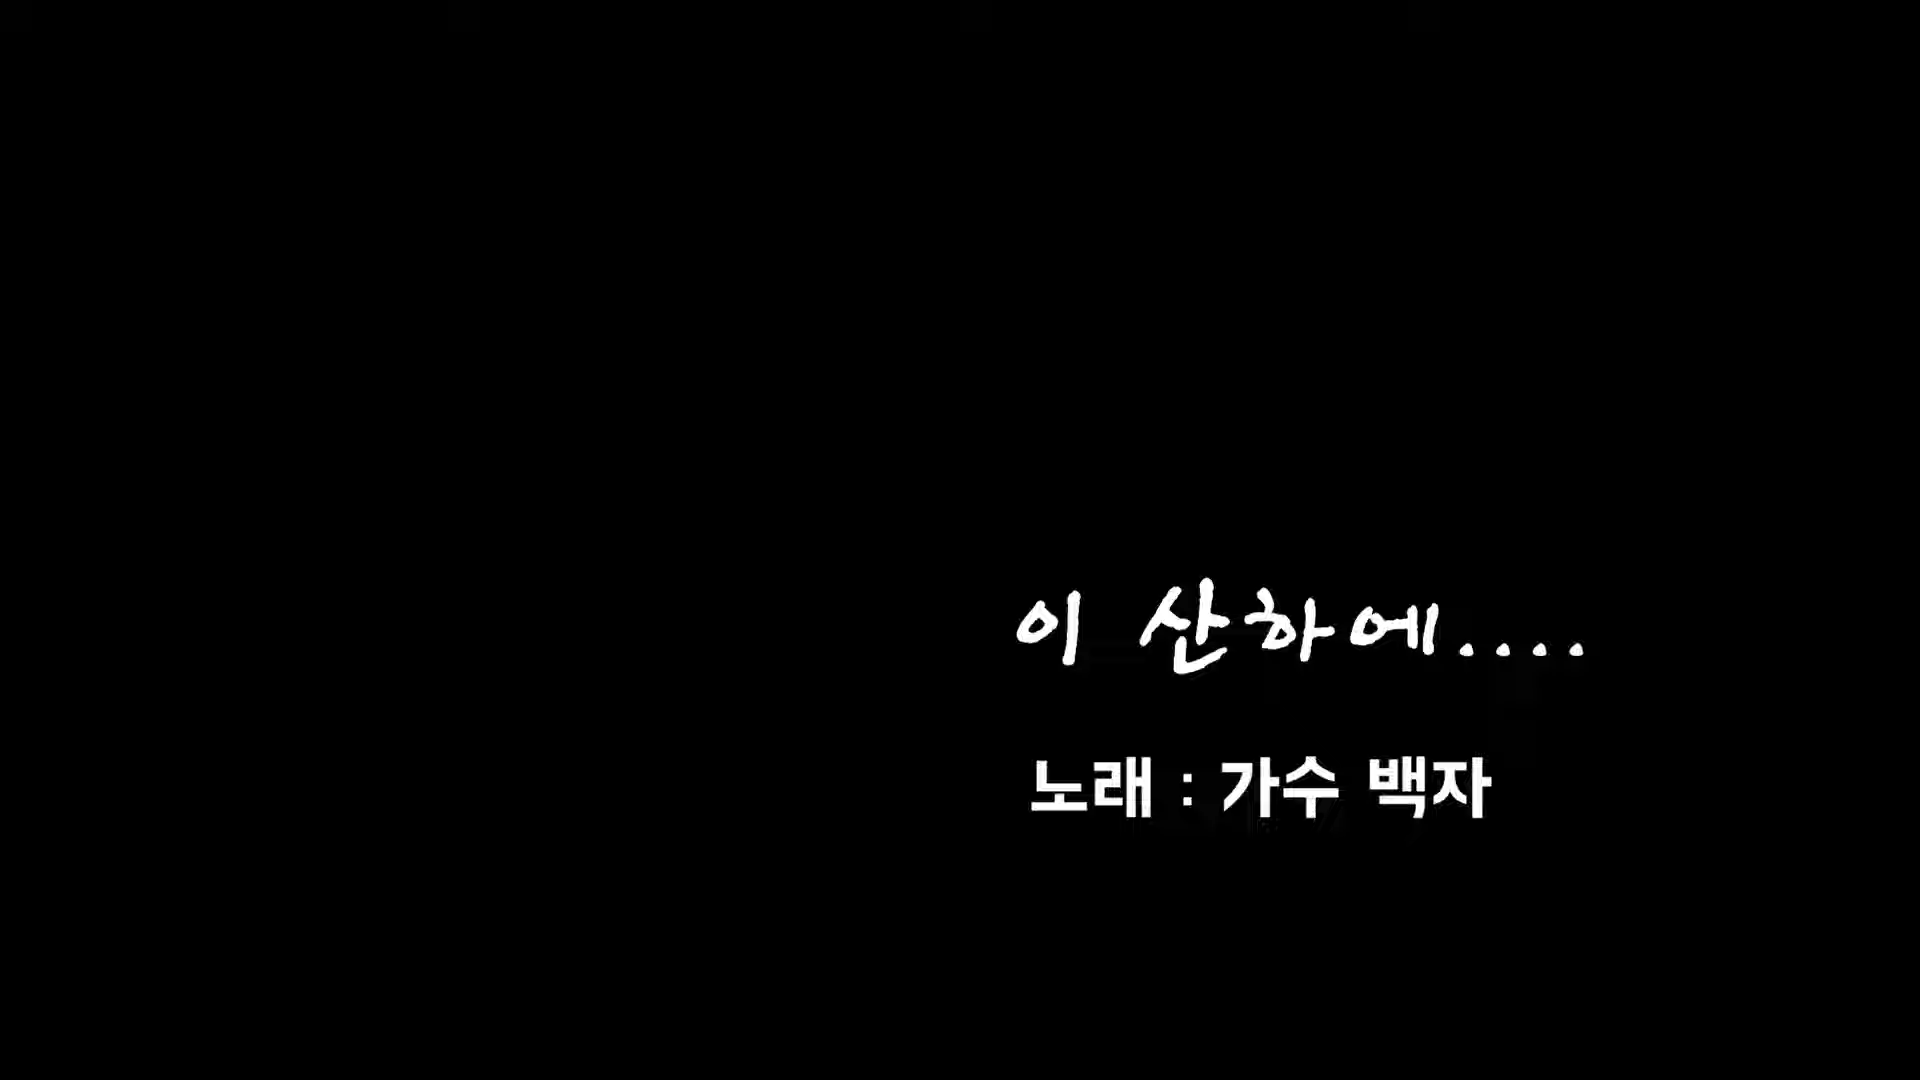 이 산하에....
노래 : 가수 백자